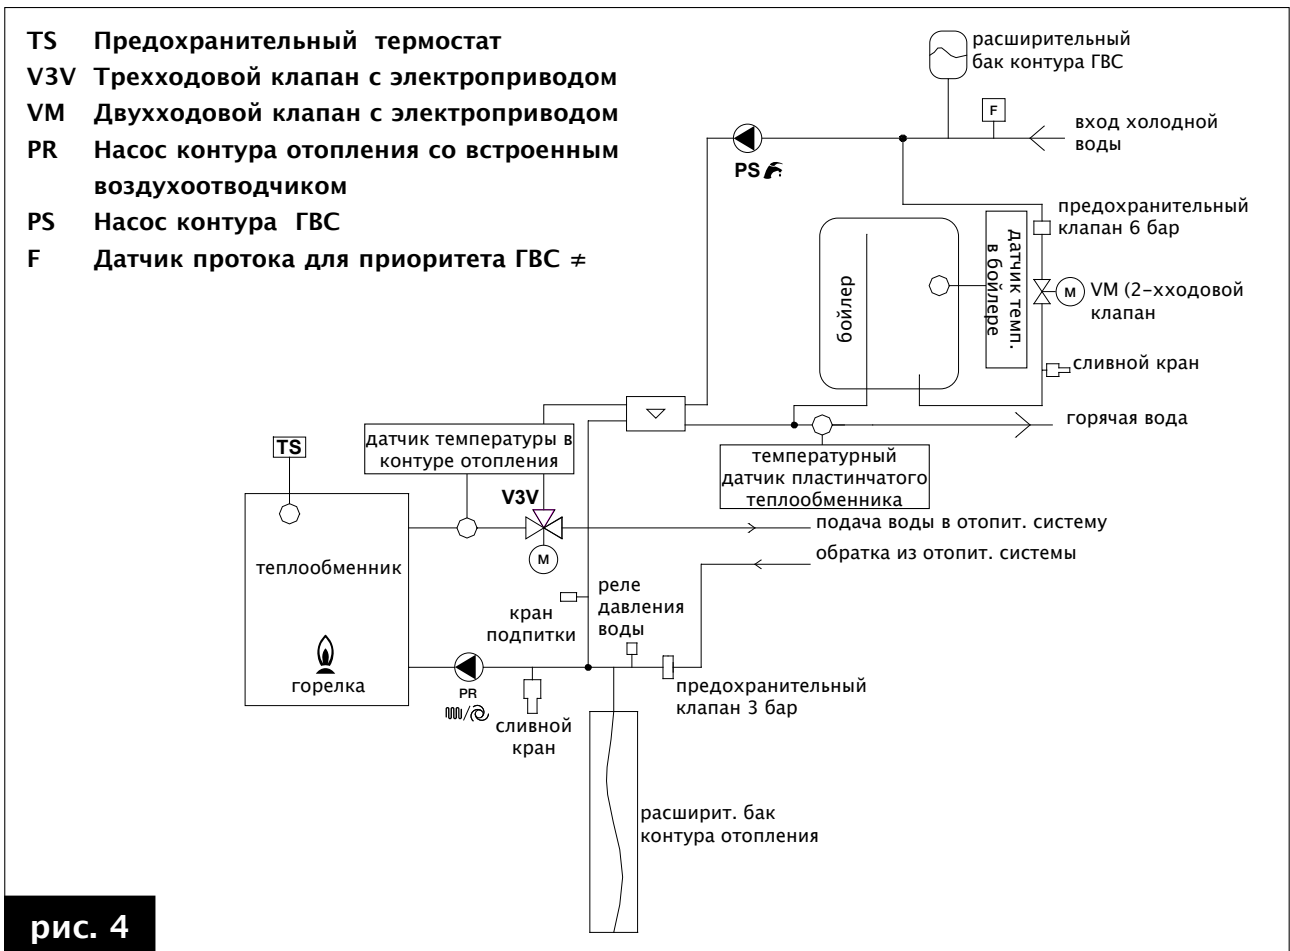 TS Предохранительный термостат
V3V Трехходовой клапан с электроприводом
VM Двухходовой клапан с электроприводом
PR Насос контура отопления со встроенным
воздухоотводчиком
PS Насос контура ГВС
F Датчик протока для приоритета ГВС ≠
расширительный
бак контура ГВС
F
вход холодной
воды
PS
предохранительный
клапан 6 бар
датчик темп.
в бойлере
бойлер
M
VM (2-xходовой
клапан
сливной кран
горячая вода
датчик температуры в
контуре отопления
температурный
датчик пластинчатого
теплообменника
TS
V3V
M
подача воды в отопит. систему
обратка из отопит. системы
теплообменник
горелка
кран
подпитки
реле
давления
воды
PR
сливной
кран
предохранительный
клапан 3 бар
расширит. бак
контура отопления
рис. 4